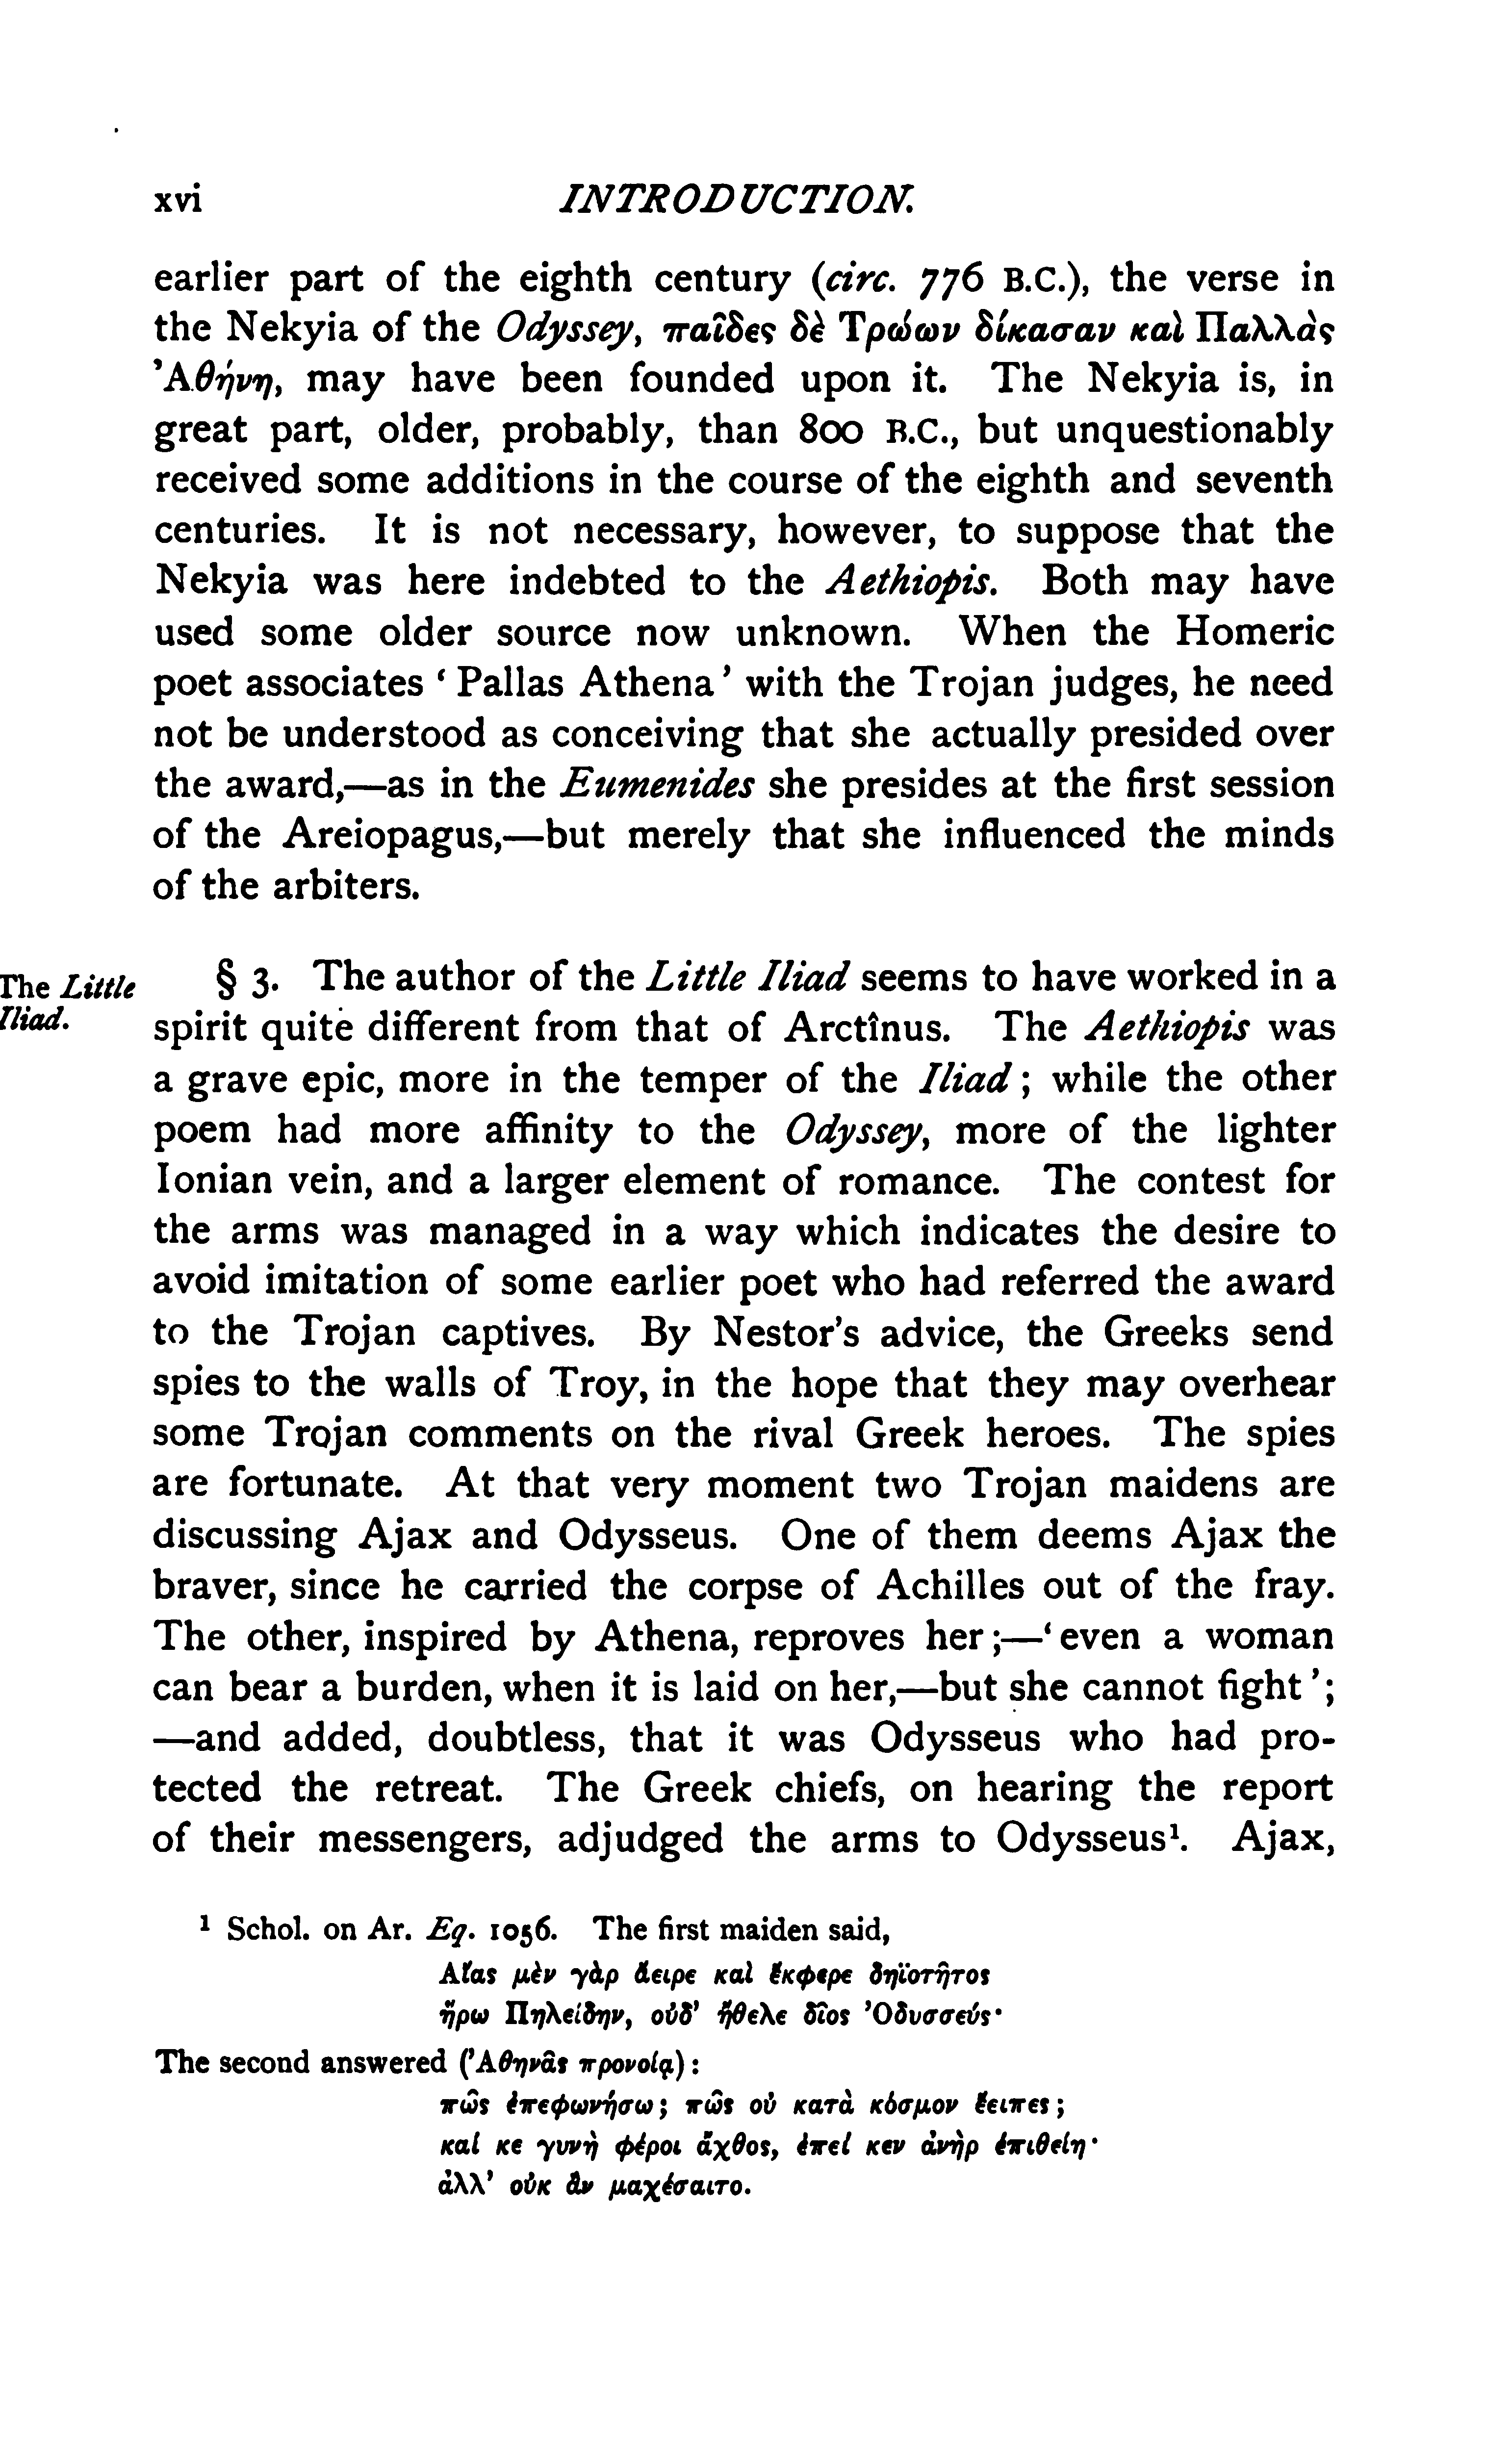 xvi INTRODUCTION.
earlier part of the eighth century (circ. 776 B.C.), the verse in
the Nekyia of the Odyssey, παῖδες δὲ Τρώων δίκασαν καὶ Παλλὰς
Ἀθήνη, may have been founded upon it. The Nekyia is, in
great part, older, probably, than 800 B.C., but unquestionably
received some additions in the course of the eighth and seventh
centuries. It is not necessary, however, to suppose that the
Nekyia was here indebted to the Aethiopis. Both may have
used some older source now unknown. When the Homeric
poet associates ‘Pallas Athena’ with the Trojan judges, he need
not be understood as conceiving that she actually presided over
the award,—as in the Eumenides she presides at the first session
of the Areiopagus,—but merely that she influenced the minds
of the arbiters.
The Little
Iliad.
§ 3. The author of the Little Iliad seems to have worked in a
spirit quite different from that of Arctînus. The Aethiopis was
a grave epic, more in the temper of the Iliad; while the other
poem had more affinity to the Odyssey, more of the lighter
Ionian vein, and a larger element of romance. The contest for
the arms was managed in a way which indicates the desire to
avoid imitation of some earlier poet who had referred the award
to the Trojan captives. By Nestor's advice, the Greeks send
spies to the walls of Troy, in the hope that they may overhear
some Trojan comments on the rival Greek heroes. The spies
are fortunate. At that very moment two Trojan maidens are
discussing Ajax and Odysseus. One of them deems Ajax the
braver, since he carried the corpse of Achilles out of the fray.
The other, inspired by Athena, reproves her;—‘even a woman
can bear a burden, when it is laid on her,—but she cannot fight’;
—and added, doubtless, that it was Odysseus who had pro-
tected the retreat. The Greek chiefs, on hearing the report
of their messengers, adjudged the arms to Odysseus¹. Ajax,
¹ Schol. on Ar. Eq. 1056. The first maiden said,
Αἴας μὲν γὰρ ἄειρε καὶ ἔκφερε δηϊοτῆτος
ἥρω Πηλείδην, οὐδ’ ἤθελε δῖος Ὀδυσσεύς·
The second answered (Ἀθηνᾶς προνοίᾳ):
πῶς ἐπεφωνήσω; πῶς οὐ κατὰ κόσμον ἔειπες;
καί κε γυνὴ φέροι ἄχθος, ἐπεί κεν ἀνὴρ ἐπιθείη·
ἀλλ’ οὐκ ἂν μαχέσαιτο.